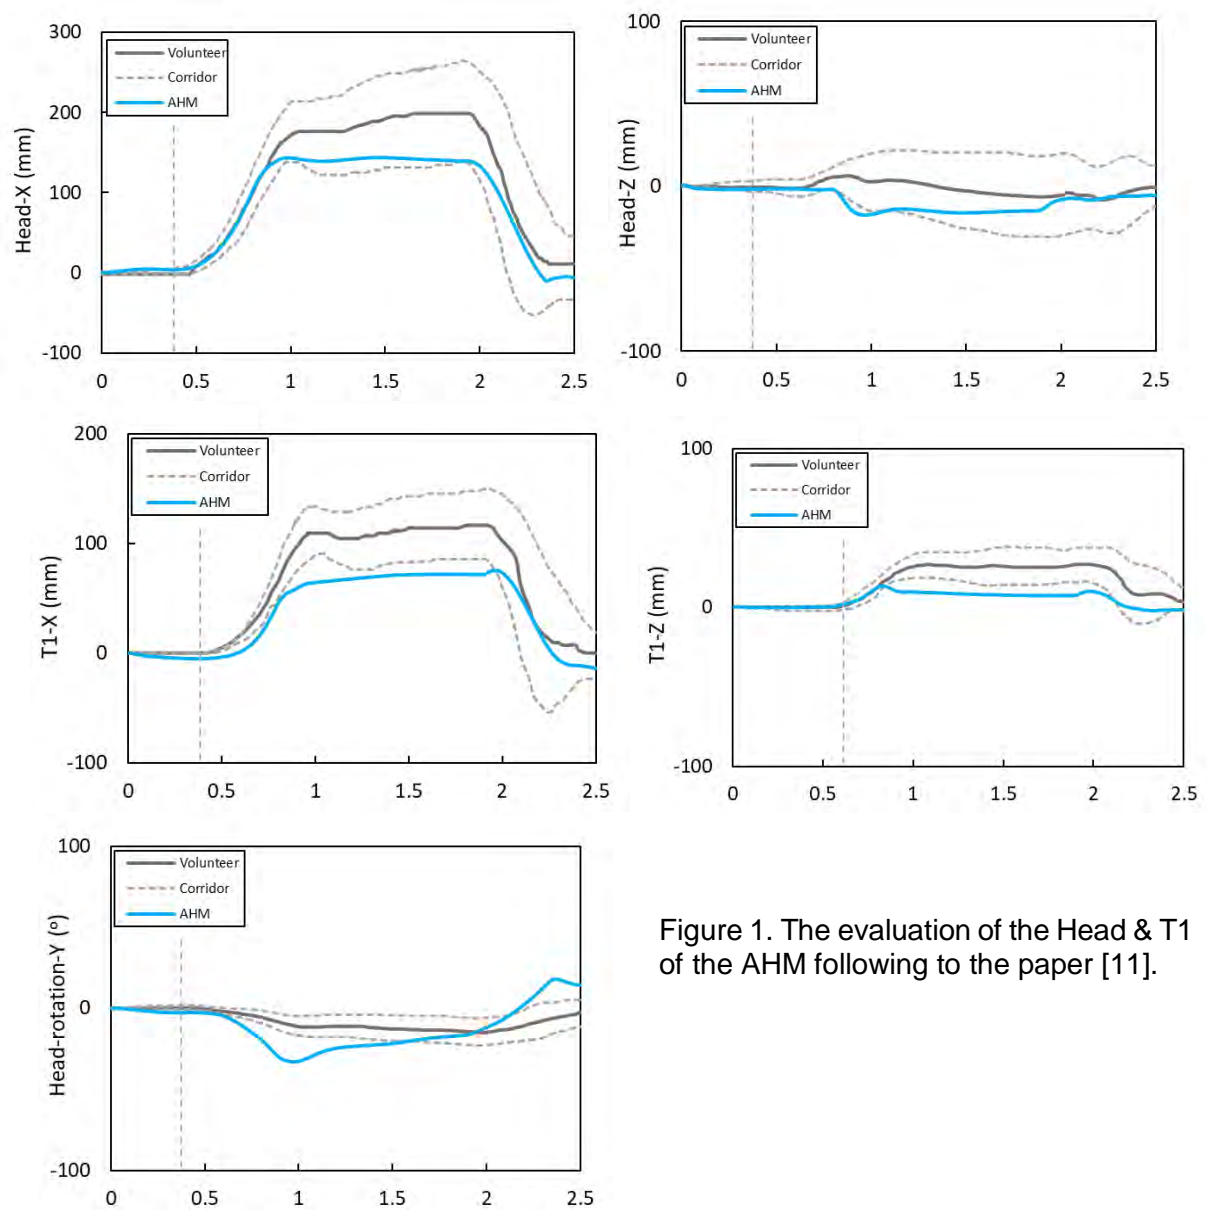 300
200
100
0
-100
Head-X (mm)
Volunteer
Corridor
AHM
0 0.5 1 1.5 2 2.5
100
0
-100
Head-Z (mm)
Volunteer
Corridor
AHM
0 0.5 1 1.5 2 2.5
200
100
0
-100
T1-X (mm)
Volunteer
Corridor
AHM
0 0.5 1 1.5 2 2.5
100
0
-100
T1-Z (mm)
Volunteer
Corridor
AHM
0 0.5 1 1.5 2 2.5
100
0
-100
Head-rotation-Y (º)
Volunteer
Corridor
AHM
0 0.5 1 1.5 2 2.5
Figure 1. The evaluation of the Head & T1
of the AHM following to the paper [11].